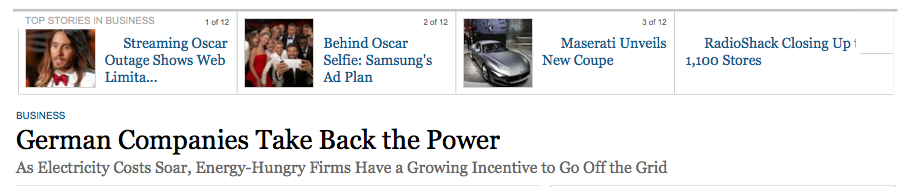 TOP STORIES IN BUSINESS
1 of 12
Streaming Oscar
Outage Shows Web
Limita...
2 of 12
Behind Oscar
Selfie: Samsung's
Ad Plan
3 of 12
Maserati Unveils
New Coupe
RadioShack Closing Up
1,100 Stores
BUSINESS
German Companies Take Back the Power
As Electricity Costs Soar, Energy-Hungry Firms Have a Growing Incentive to Go Off the Grid